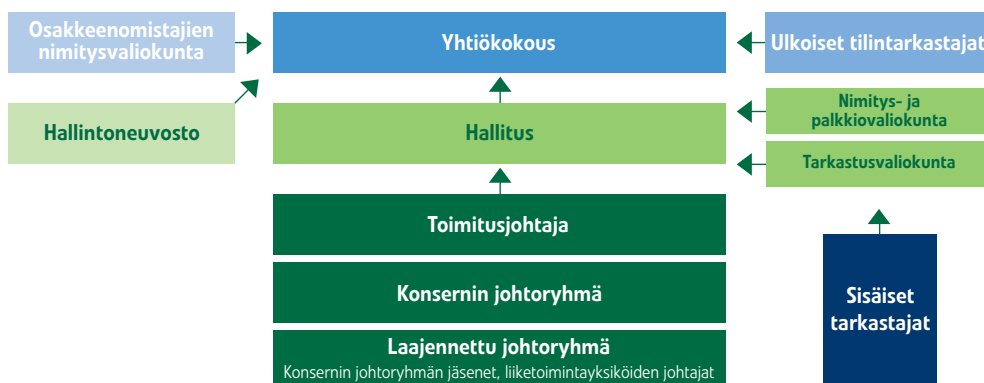 Osakkeenomistajien
nimitysvaliokunta
Yhtiökokous
Ulkoiset tilintarkastajat
Hallintoneuvosto
Hallitus
Nimitys- ja
palkkiovaliokunta
Tarkastusvaliokunta
Toimitusjohtaja
Konsernin johtoryhmä
Sisäiset
tarkastajat
Laajennettu johtoryhmä
Konsernin johtoryhmän jäsenet, liiketoimintayksiköiden johtajat